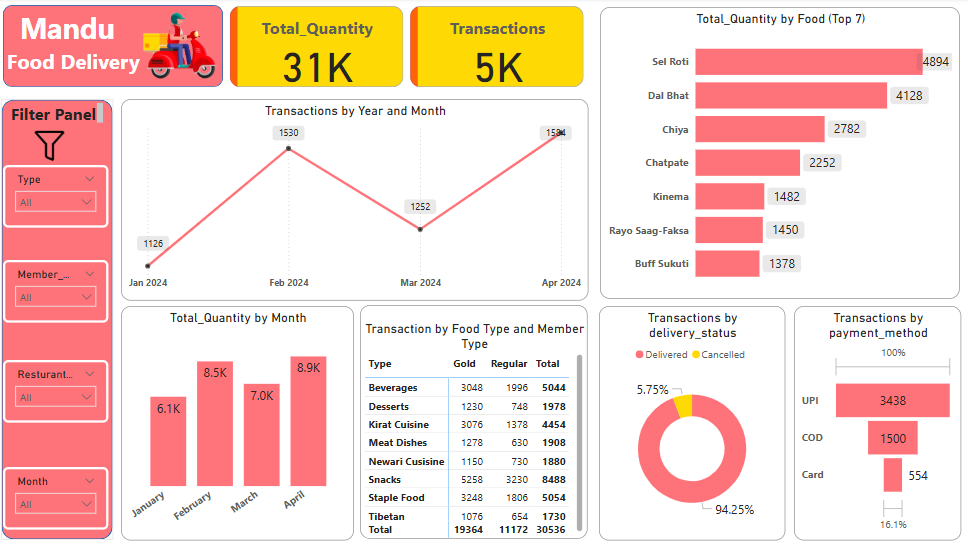 Mandu
Food Delivery
Total_Quantity
31K
Transactions
5K
Filter Panel
Type
All
Member_...
All
Resturant...
All
Month
All
Transactions by Year and Month
1126
1530
1252
1584
Jan 2024
Feb 2024
Mar 2024
Apr 2024
Total_Quantity by Food (Top 7)
Sel Roti 4894
Dal Bhat 4128
Chiya 2782
Chatpate 2252
Kinema 1482
Rayo Saag-Faksa 1450
Buff Sukuti 1378
Total_Quantity by Month
6.1K
8.5K
7.0K
8.9K
January
February
March
April
Transaction by Food Type and Member
Type
Type Gold Regular Total
Beverages 3048 1996 5044
Desserts 1230 748 1978
Kirat Cuisine 3076 1378 4454
Meat Dishes 1278 630 1908
Newari Cusisine 1150 730 1880
Snacks 5258 3230 8488
Staple Food 3248 1806 5054
Tibetan 1076 654 1730
Total 19364 11172 30536
Transactions by
delivery_status
Delivered Cancelled
5.75%
94.25%
Transactions by
payment_method
100%
UPI 3438
COD 1500
Card 554
16.1%